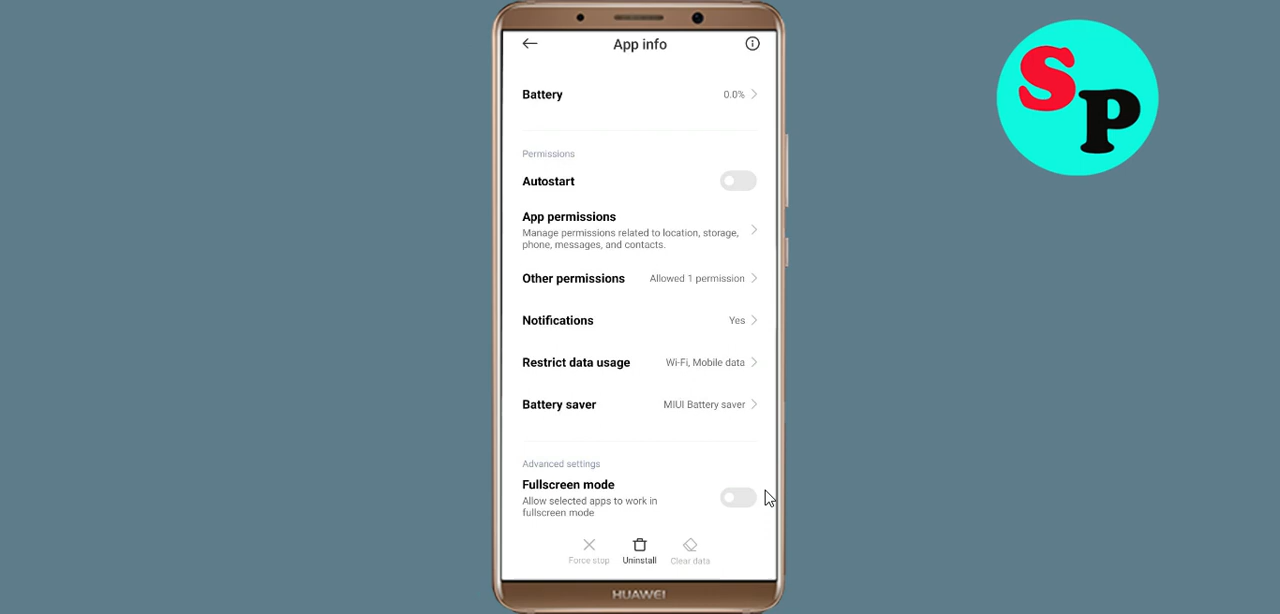 App info
Battery 0.0%
Permissions
Autostart
App permissions
Manage permissions related to location, storage,
phone, messages, and contacts.
Other permissions Allowed 1 permission
Notifications Yes
Restrict data usage Wi-Fi, Mobile data
Battery saver MIUI Battery saver
Advanced settings
Fullscreen mode
Allow selected apps to work in
fullscreen mode
Force stop Uninstall Clear data
HUAWEI
SP